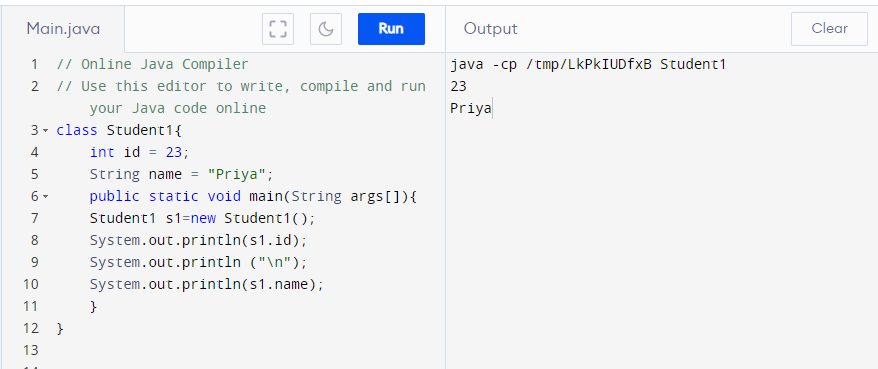 Main.java
Run
Output
Clear
1 // Online Java Compiler
2 // Use this editor to write, compile and run
your Java code online
3 class Student1{
4 int id = 23;
5 String name = "Priya";
6 public static void main(String args[]){
7 Student1 s1=new Student1();
8 System.out.println(s1.id);
9 System.out.println ("\n");
10 System.out.println(s1.name);
11 }
12 }
13
java -cp /tmp/LkPkIUDfxB Student1
23
Priya